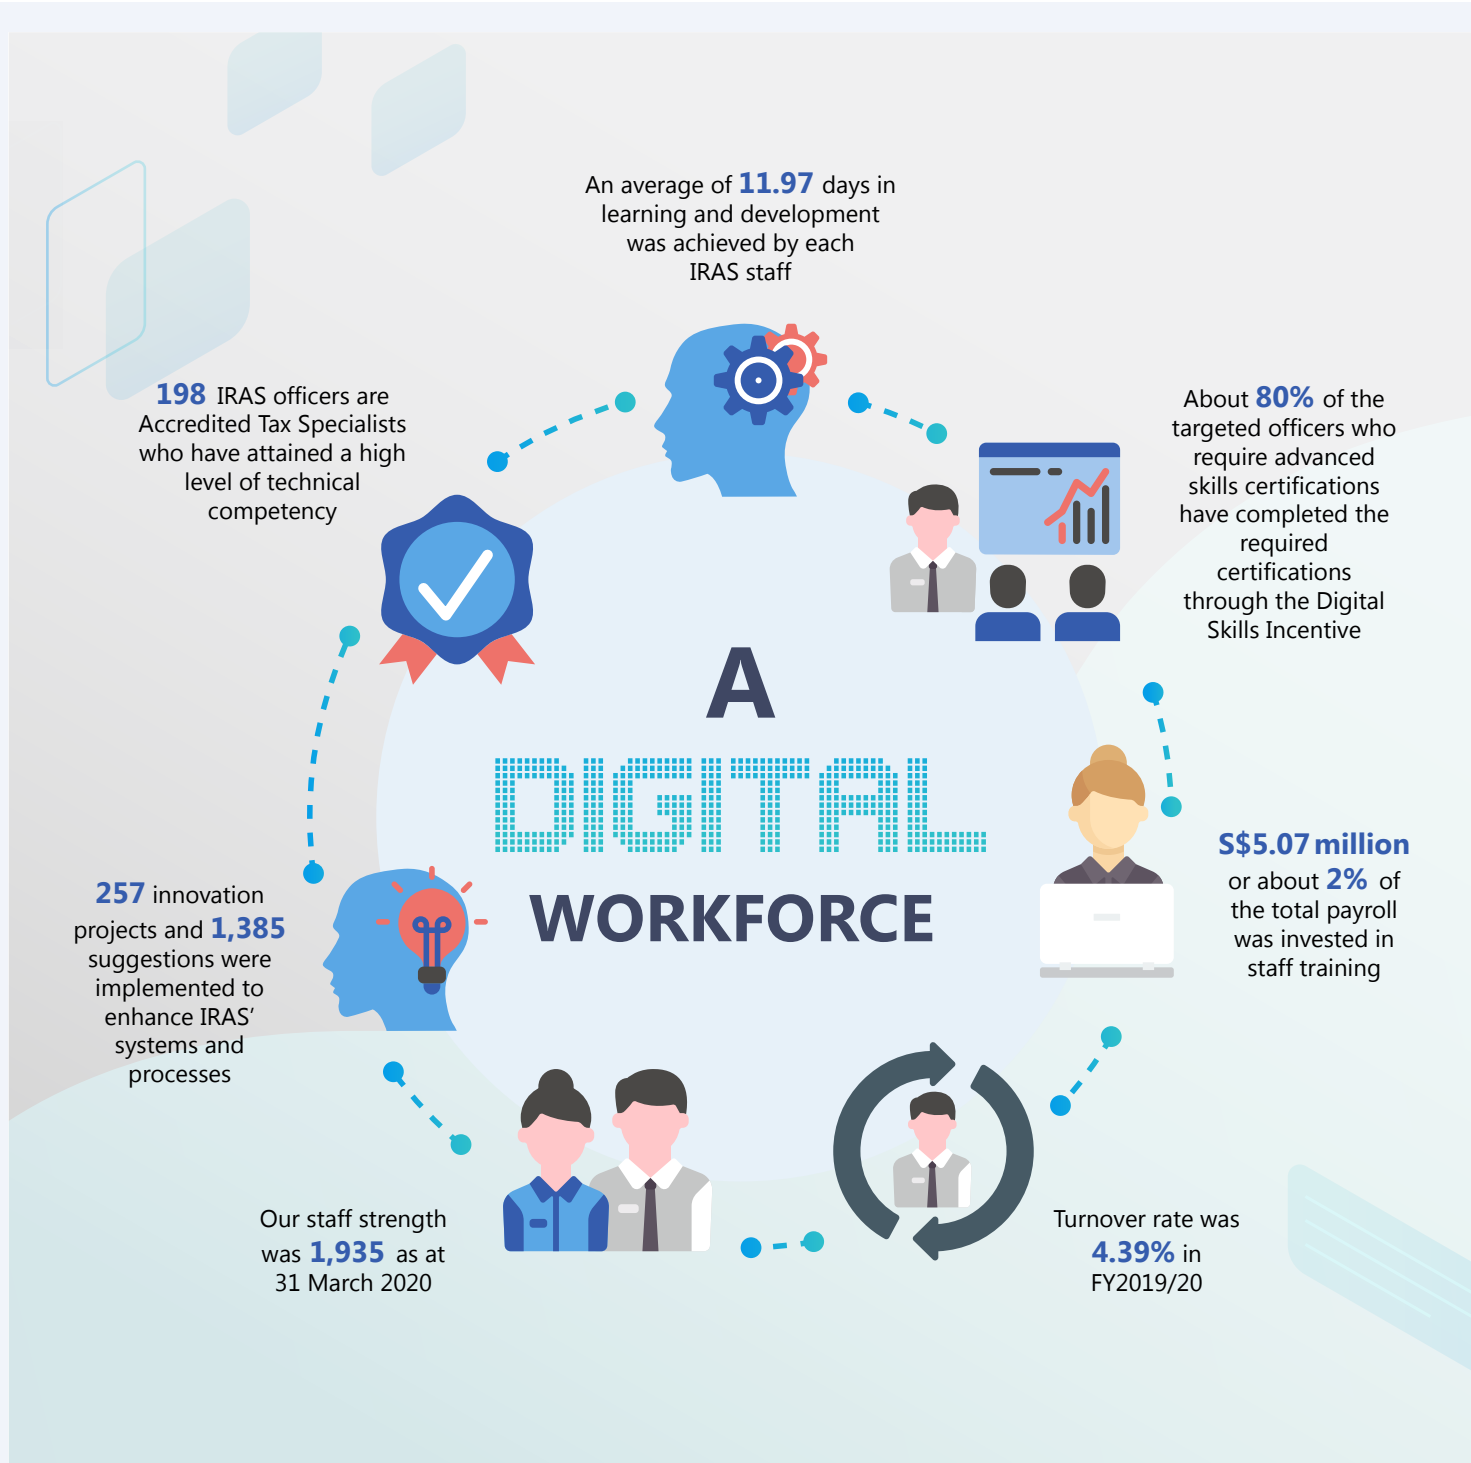 An average of 11.97 days in
learning and development
was achieved by each
IRAS staff
198 IRAS officers are
Accredited Tax Specialists
who have attained a high
level of technical
competency
About 80% of the
targeted officers who
require advanced
skills certifications
have completed the
required
certifications
through the Digital
Skills Incentive
A
DIGITAL
WORKFORCE
S$5.07 million
or about 2% of
the total payroll
was invested in
staff training
257 innovation
projects and 1,385
suggestions were
implemented to
enhance IRAS’
systems and
processes
Our staff strength
was 1,935 as at
31 March 2020
Turnover rate was
4.39% in
FY2019/20